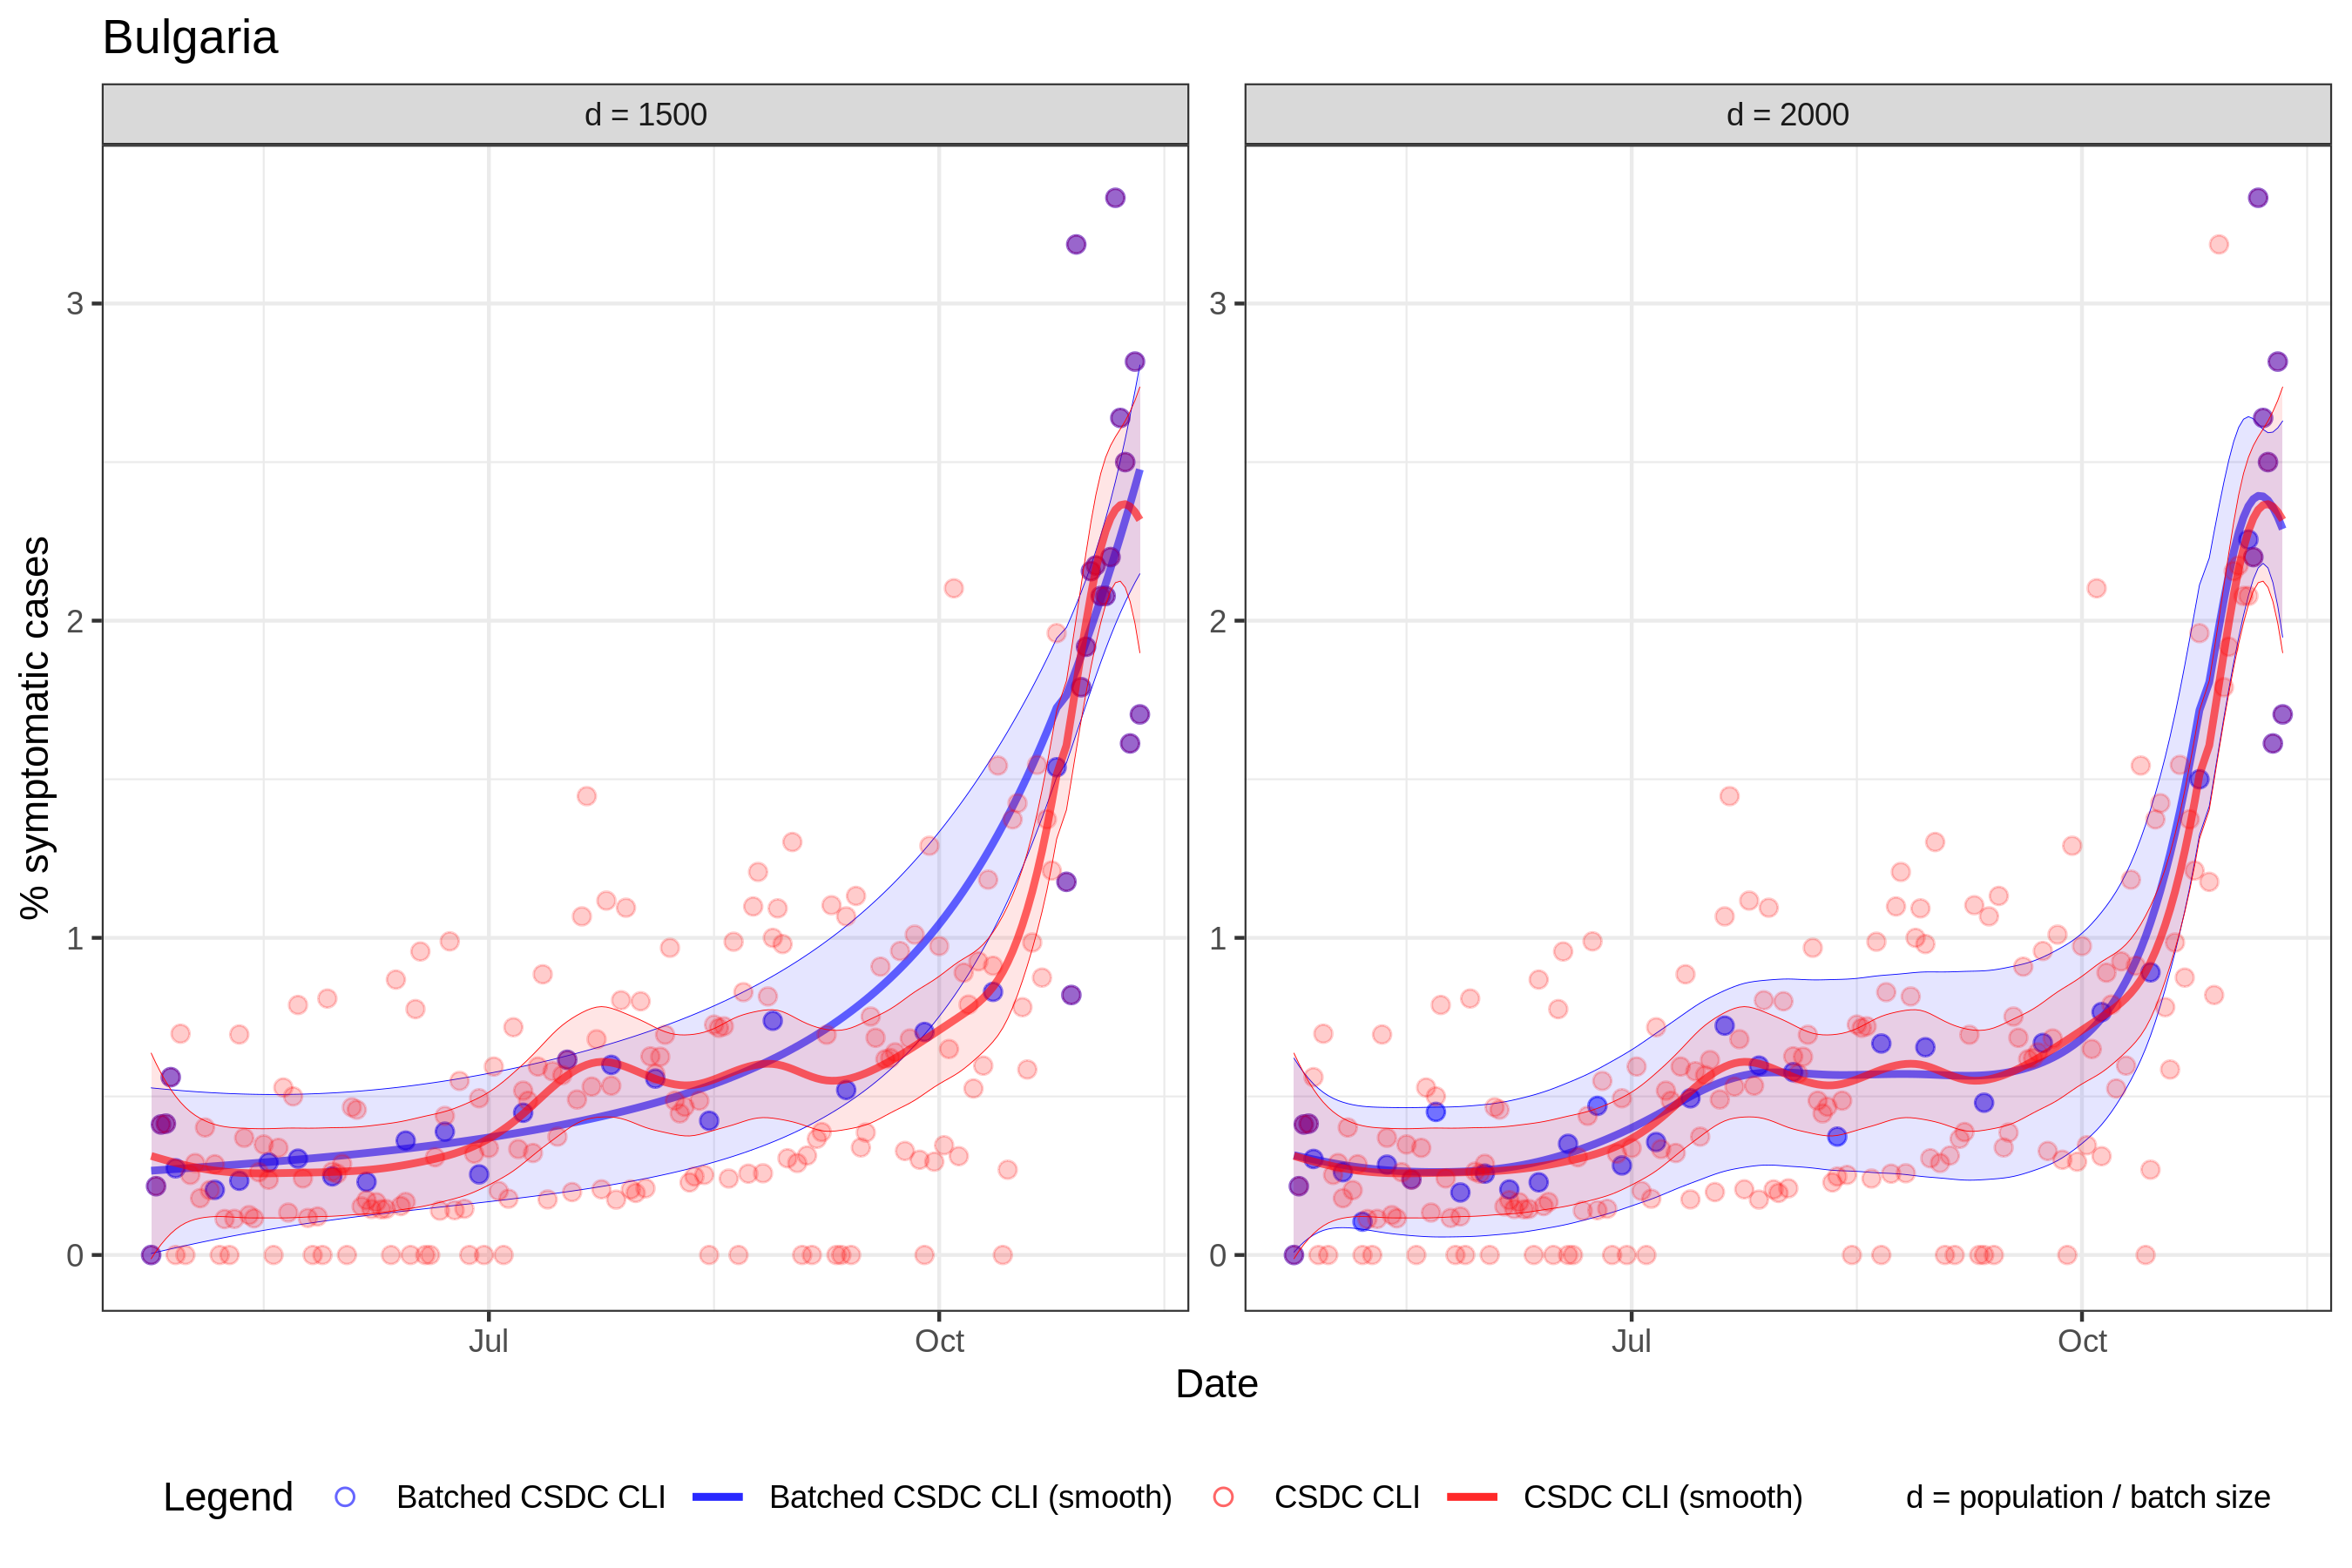 Bulgaria
d = 1500
d = 2000
% symptomatic cases
3
2
1
0
3
2
1
0
Jul
Oct
Jul
Oct
Date
Legend
Batched CSDC CLI
Batched CSDC CLI (smooth)
CSDC CLI
CSDC CLI (smooth)
d = population / batch size